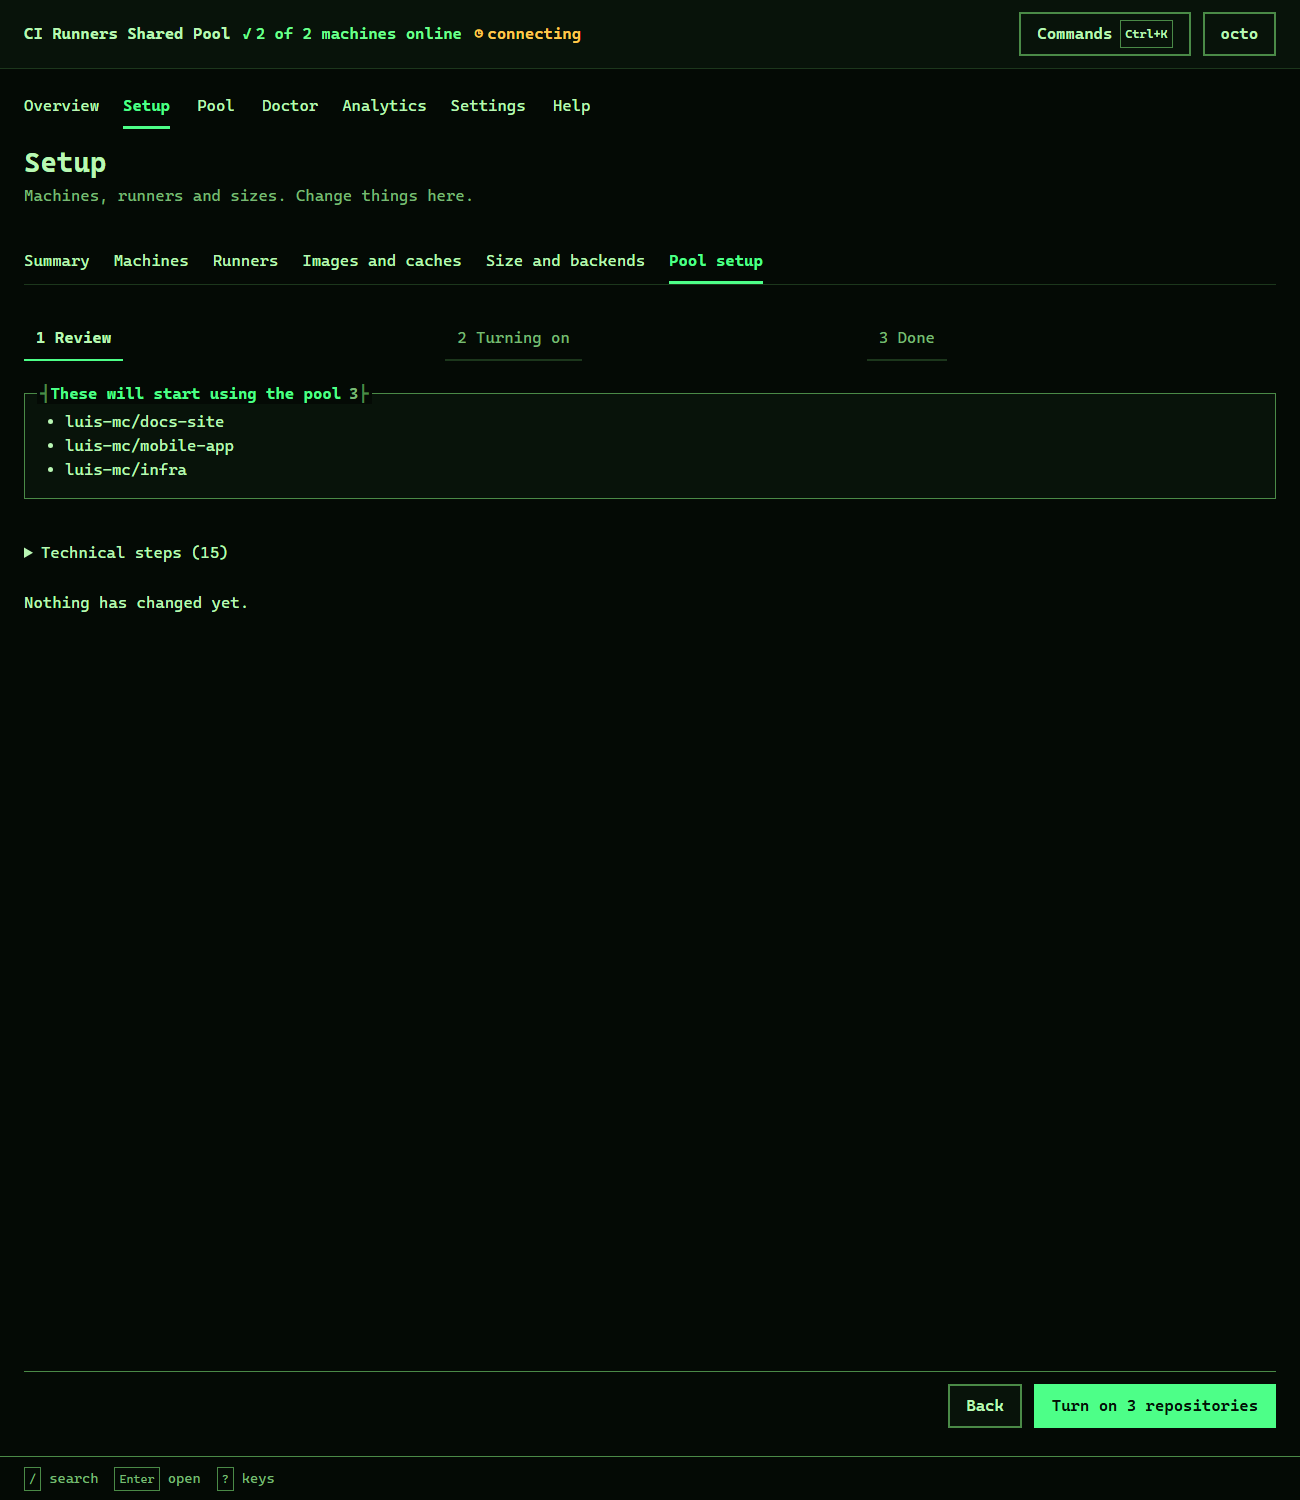 CI Runners Shared Pool ✓ 2 of 2 machines online connecting Commands Ctrl+K octo
Overview Setup Pool Doctor Analytics Settings Help
Setup
Machines, runners and sizes. Change things here.
Summary Machines Runners Images and caches Size and backends Pool setup
1 Review 2 Turning on 3 Done
These will start using the pool 3
• luis-mc/docs-site
• luis-mc/mobile-app
• luis-mc/infra
▶ Technical steps (15)
Nothing has changed yet.
Back Turn on 3 repositories
/ search Enter open ? keys